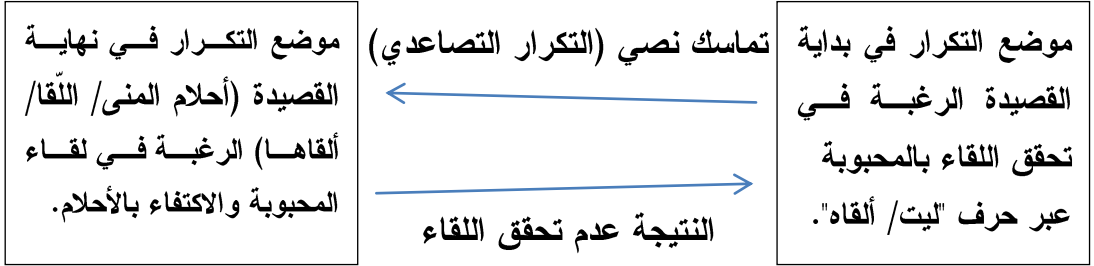 موضع التكرار في بداية
القصيدة الرغبة في
تحقق اللقاء بالمحبوبة
عبر حرف "ليت/ ألقاه".
تماسك نصي (التكرار التصاعدي)
النتيجة عدم تحقق اللقاء
موضع التكرار في نهاية
القصيدة (أحلام المنى/ اللّقا/
ألقاها) الرغبة في لقاء
المحبوبة والاكتفاء بالأحلام.